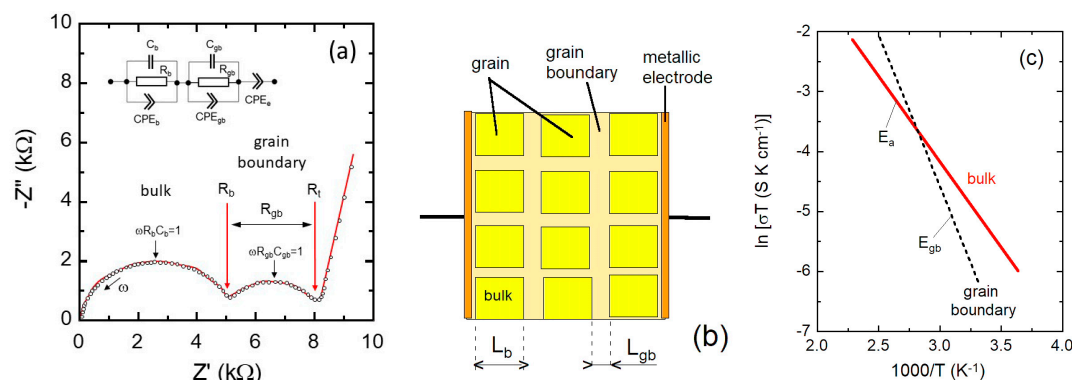 (a)
C_b
C_gb
R_b
R_gb
CPE_b
CPE_gb
CPE_e
-Z'' (kΩ)
10
8
6
4
2
0
bulk
grain
boundary
R_b
R_t
R_gb
ωR_bC_b=1
ωR_gbC_gb=1
ω
0 2 4 6 8 10
Z' (kΩ)
grain
grain
boundary
metallic
electrode
bulk
L_b
L_gb
(b)
(c)
ln [σT (S K cm⁻¹)]
-2
-3
-4
-5
-6
-7
E_a
bulk
E_gb
grain
boundary
2.0 2.5 3.0 3.5 4.0
1000/T (K⁻¹)